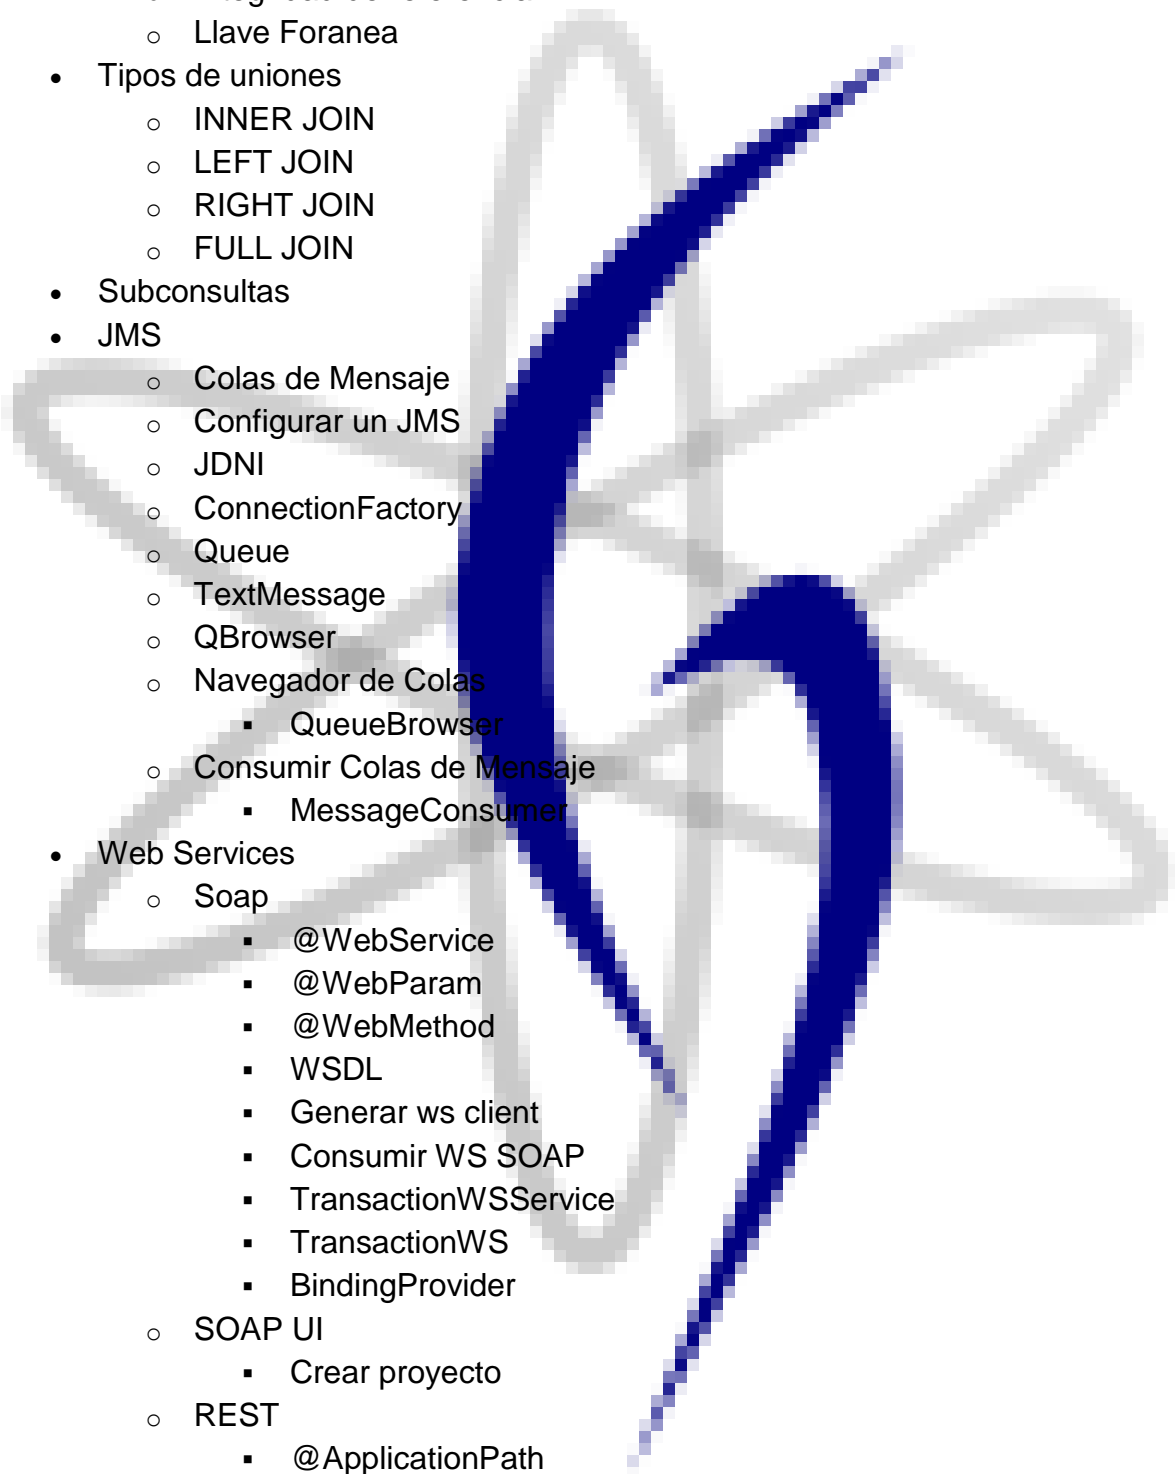 o Llave Foranea
• Tipos de uniones
o INNER JOIN
o LEFT JOIN
o RIGHT JOIN
o FULL JOIN
• Subconsultas
• JMS
o Colas de Mensaje
o Configurar un JMS
o JDNI
o ConnectionFactory
o Queue
o TextMessage
o QBrowser
o Navegador de Colas
▪ QueueBrowser
o Consumir Colas de Mensaje
▪ MessageConsumer
• Web Services
o Soap
▪ @WebService
▪ @WebParam
▪ @WebMethod
▪ WSDL
▪ Generar ws client
▪ Consumir WS SOAP
▪ TransactionWSService
▪ TransactionWS
▪ BindingProvider
o SOAP UI
▪ Crear proyecto
o REST
▪ @ApplicationPath